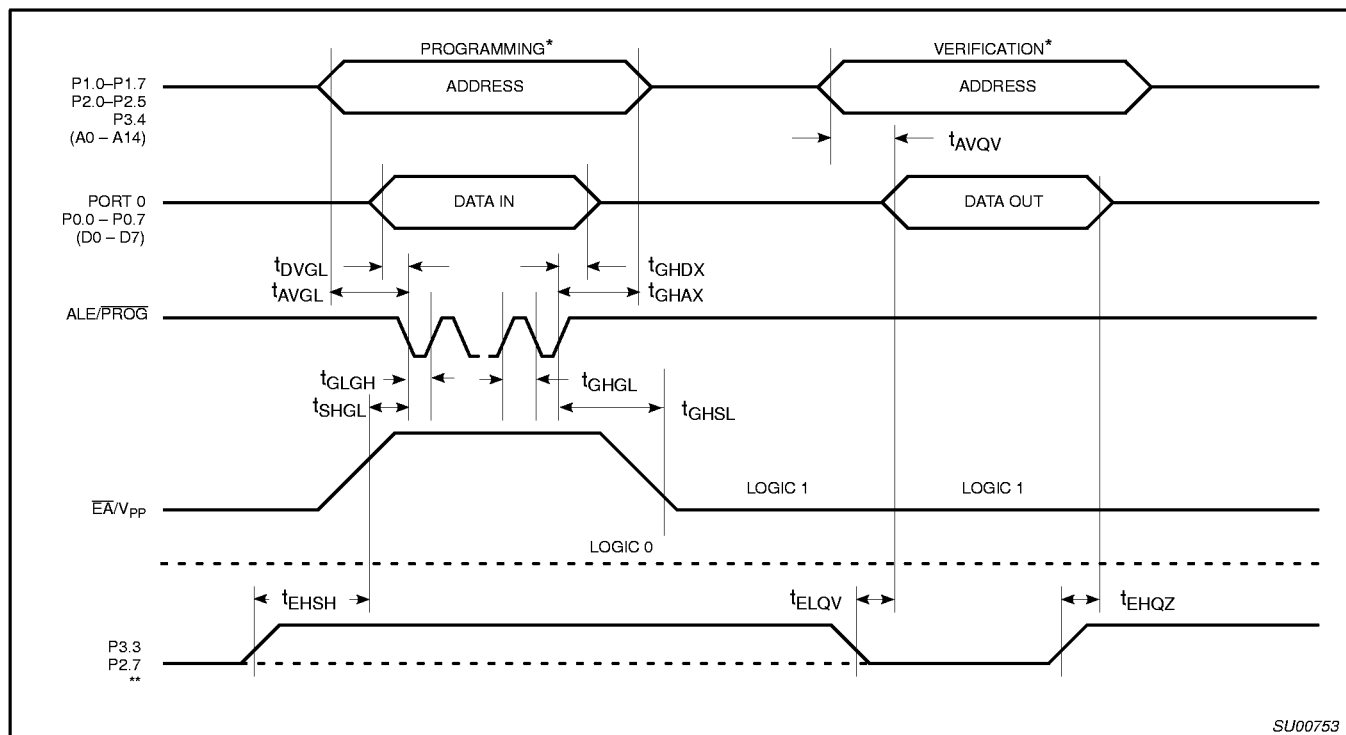 PROGRAMMING*
VERIFICATION*
P1.0–P1.7
P2.0–P2.5
P3.4
(A0 – A14)
ADDRESS
ADDRESS
tAVQV
PORT 0
P0.0 – P0.7
(D0 – D7)
DATA IN
DATA OUT
tDVGL
tGHDX
tAVGL
tGHAX
ALE/PROG
tGLGH
tGHGL
tSHGL
tGHSL
EA/VPP
LOGIC 1
LOGIC 1
LOGIC 0
tEHSH
tELQV
tEHQZ
P3.3
P2.7
**
SU00753